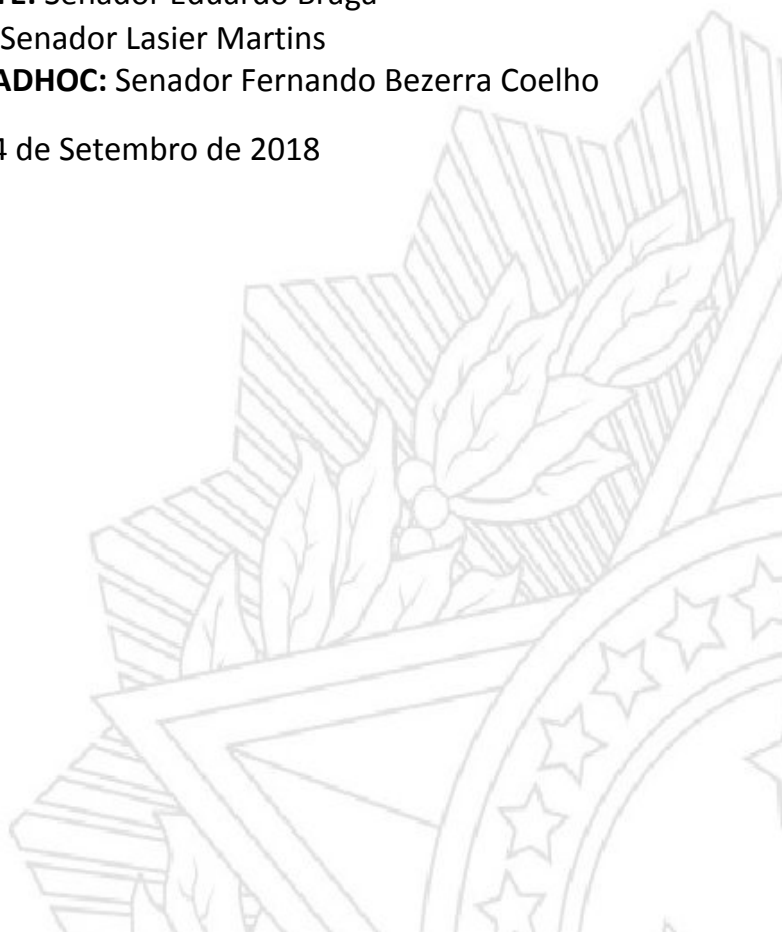 TE: Senador Eduardo Braga
Senador Lasier Martins
ADHOC: Senador Fernando Bezerra Coelho
4 de Setembro de 2018